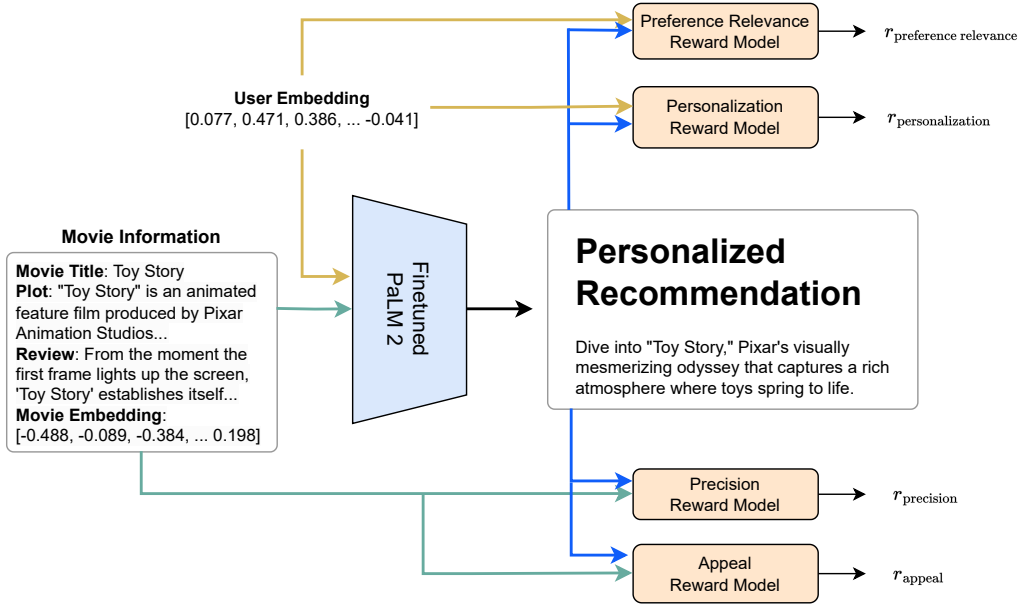 Preference Relevance
Reward Model
r preference relevance
User Embedding
[0.077, 0.471, 0.386, ... -0.041]
Personalization
Reward Model
r personalization
Movie Information
Movie Title: Toy Story
Plot: "Toy Story" is an animated
feature film produced by Pixar
Animation Studios...
Review: From the moment the
first frame lights up the screen,
'Toy Story' establishes itself...
Movie Embedding:
[-0.488, -0.089, -0.384, ... 0.198]
Finetuned
PaLM 2
Personalized
Recommendation
Dive into "Toy Story," Pixar's visually
mesmerizing odyssey that captures a rich
atmosphere where toys spring to life.
Precision
Reward Model
r precision
Appeal
Reward Model
r appeal